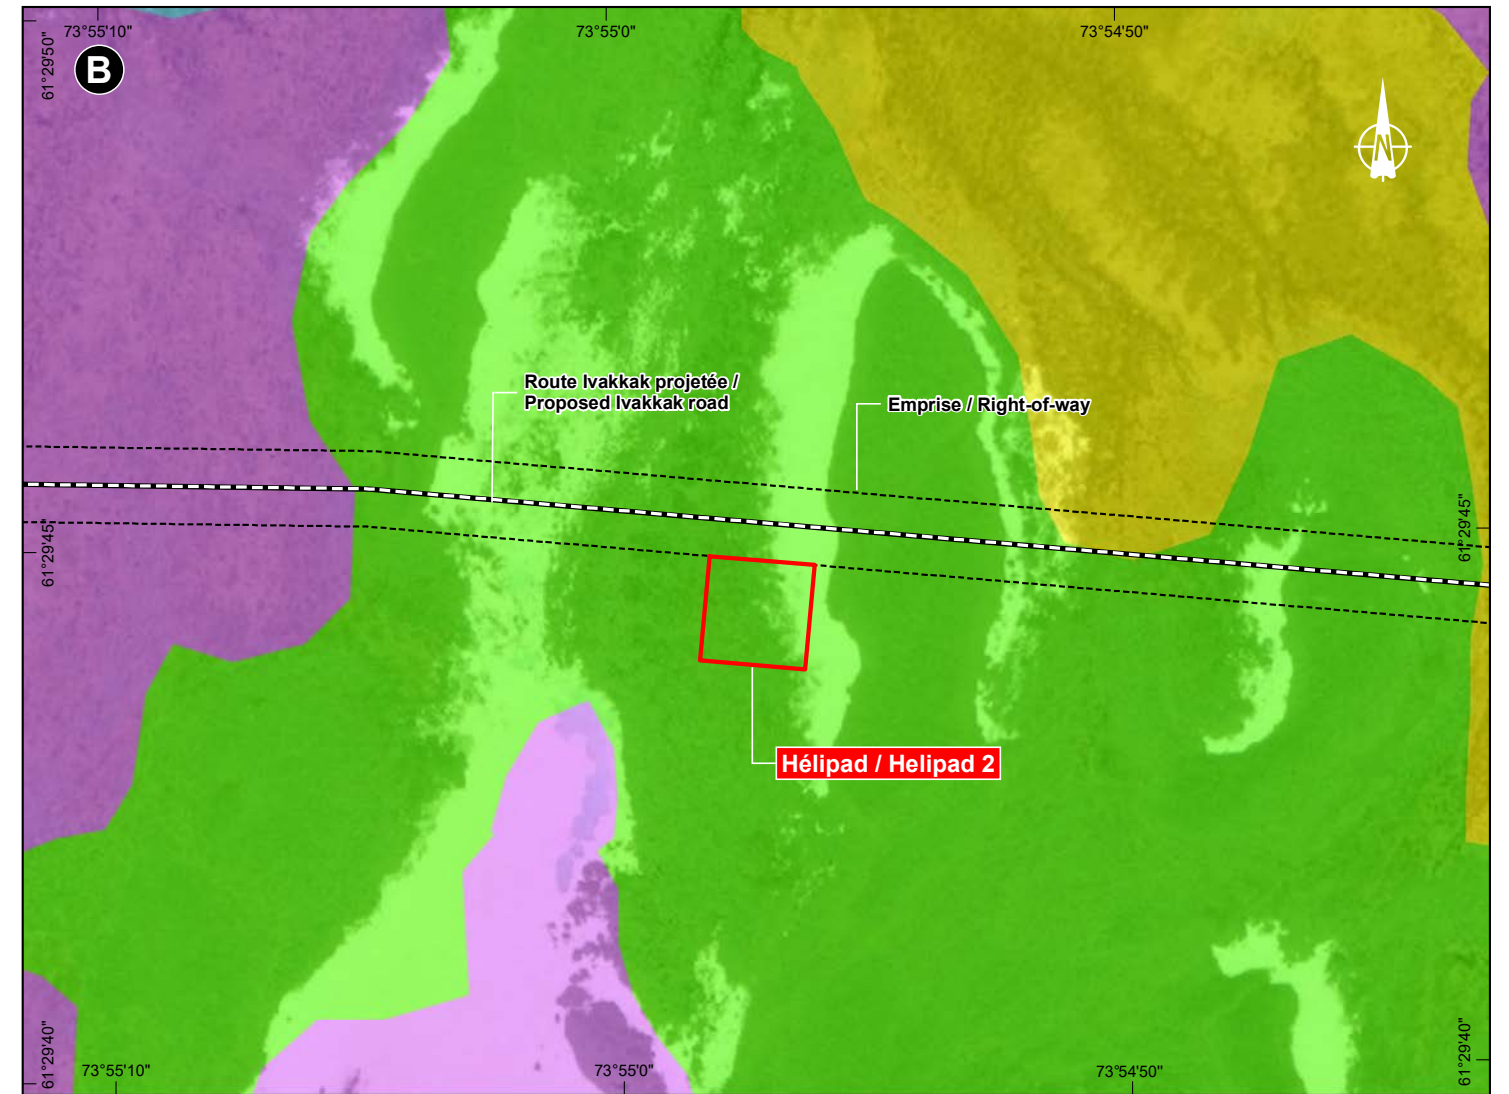 73°55'10"
73°55'0"
73°54'50"
61°29'50"
B
N
Route Ivakkak projetée /
Proposed Ivakkak road
Emprise / Right-of-way
61°29'45"
61°29'45"
Hélipad / Helipad 2
61°29'40"
61°29'40"
73°55'10"
73°55'0"
73°54'50"